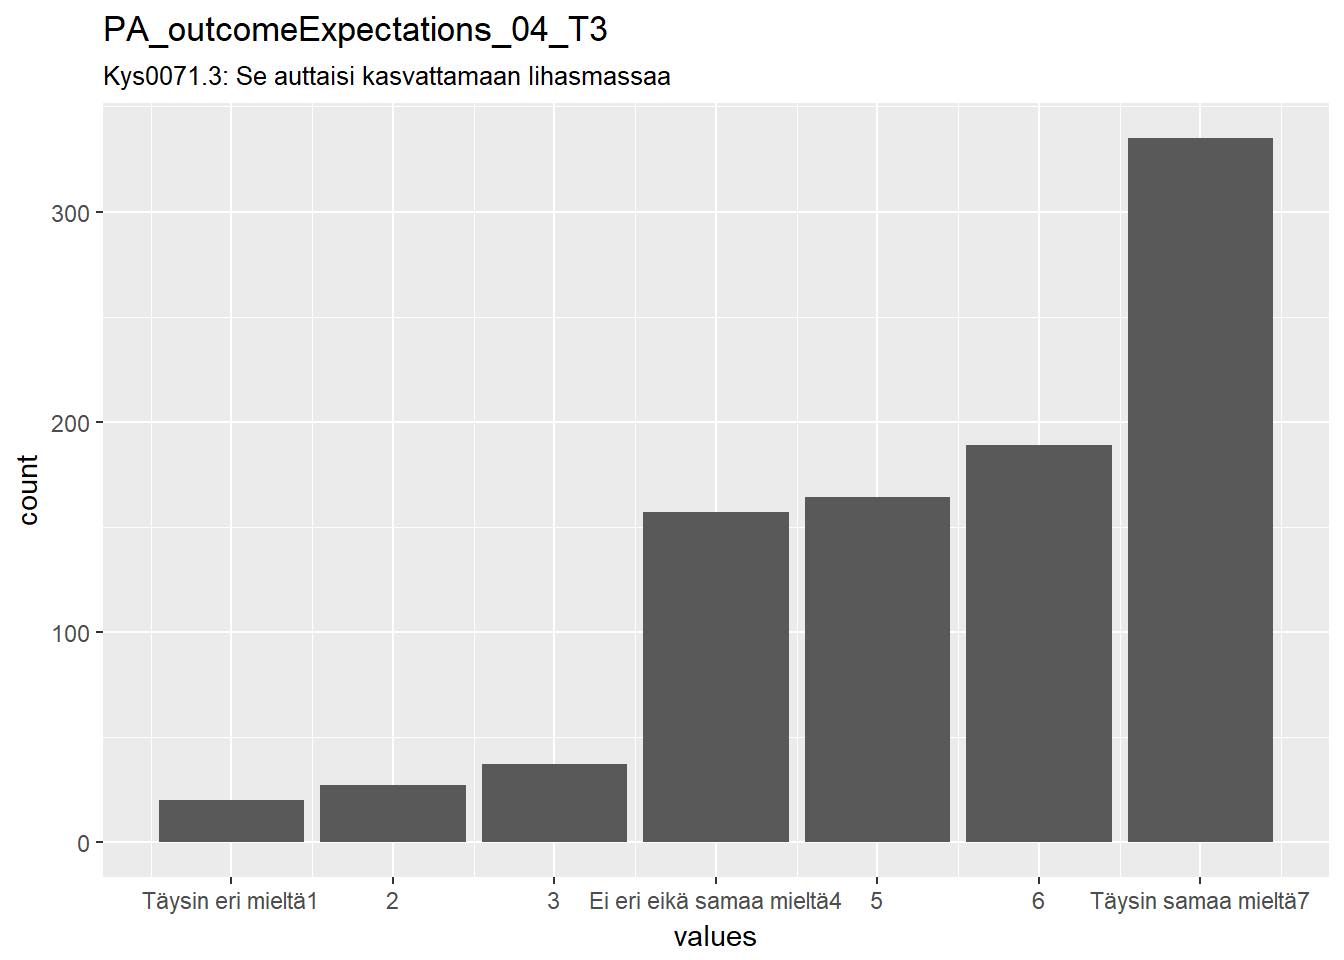 PA_outcomeExpectations_04_T3
Kys0071.3: Se auttaisi kasvattamaan lihasmassaa
count
300
200
100
0
Täysin eri mieltä1 2 3 Ei eri eikä samaa mieltä4 5 6 Täysin samaa mieltä7
values